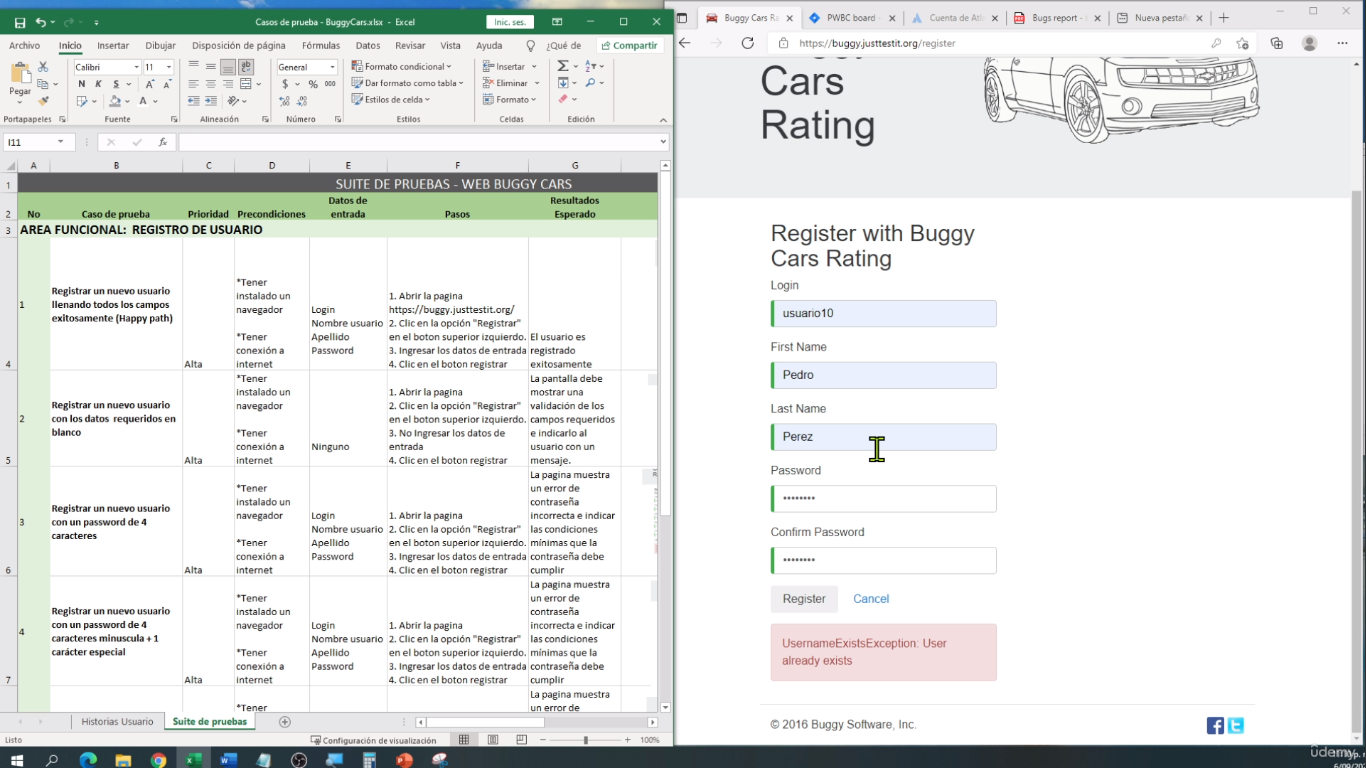 Casos de prueba - BuggyCars.xlsx - Excel
Inic. ses.
Archivo Inicio Insertar Dibujar Disposición de página Fórmulas Datos Revisar Vista Ayuda ¿Qué de Compartir
Pegar
Calibri 11
N K S
General
$ % 000
Formato condicional
Dar formato como tabla
Estilos de celda
Insertar
Eliminar
Formato
Portapapeles Fuente Alineación Número Estilos Celdas Edición
I11 fx
A B C D E F G
1 SUITE DE PRUEBAS - WEB BUGGY CARS
2 No Caso de prueba Prioridad Precondiciones Datos de entrada Pasos Resultados Esperado
3 AREA FUNCIONAL: REGISTRO DE USUARIO
4
1
Registrar un nuevo usuario
llenando todos los campos
exitosamente (Happy path)
Alta
*Tener
instalado un
navegador
*Tener
conexión a
internet
Login
Nombre usuario
Apellido
Password
1. Abrir la pagina
https://buggy.justtestit.org/
2. Clic en la opción "Registrar"
en el boton superior izquierdo.
3. Ingresar los datos de entrada
4. Clic en el boton registrar
El usuario es
registrado
exitosamente
5
2
Registrar un nuevo usuario
con los datos requeridos en
blanco
Alta
*Tener
instalado un
navegador
*Tener
conexión a
internet
Ninguno
1. Abrir la pagina
2. Clic en la opción "Registrar"
en el boton superior izquierdo.
3. No Ingresar los datos de
entrada
4. Clic en el boton registrar
La pantalla debe
mostrar una
validación de los
campos requeridos
e indicarlo al
usuario con un
mensaje.
6
3
Registrar un nuevo usuario
con un password de 4
caracteres
Alta
*Tener
instalado un
navegador
*Tener
conexión a
internet
Login
Nombre usuario
Apellido
Password
1. Abrir la pagina
2. Clic en la opción "Registrar"
en el boton superior izquierdo.
3. Ingresar los datos de entrada
4. Clic en el boton registrar
La pagina muestra
un error de
contraseña
incorrecta e indicar
las condiciones
mínimas que la
contraseña debe
cumplir
7
4
Registrar un nuevo usuario
con un password de 4
caracteres minuscula + 1
carácter especial
Alta
*Tener
instalado un
navegador
*Tener
conexión a
internet
Login
Nombre usuario
Apellido
Password
1. Abrir la pagina
2. Clic en la opción "Registrar"
en el boton superior izquierdo.
3. Ingresar los datos de entrada
4. Clic en el boton registrar
La pagina muestra
un error de
contraseña
incorrecta e indicar
las condiciones
mínimas que la
contraseña debe
cumplir
*Tener
La pagina muestra
un error de
Historias Usuario Suite de pruebas
Listo Configuración de visualización 100%
Buggy Cars Ra PWBC board - Cuenta de Atl Bugs report - Nueva pestañ
https://buggy.justtestit.org/register
Cars
Rating
Register with Buggy
Cars Rating
Login
usuario10
First Name
Pedro
Last Name
Perez
Password
••••••••
Confirm Password
••••••••
Register Cancel
UsernameExistsException: User
already exists
© 2016 Buggy Software, Inc.
ûdemy